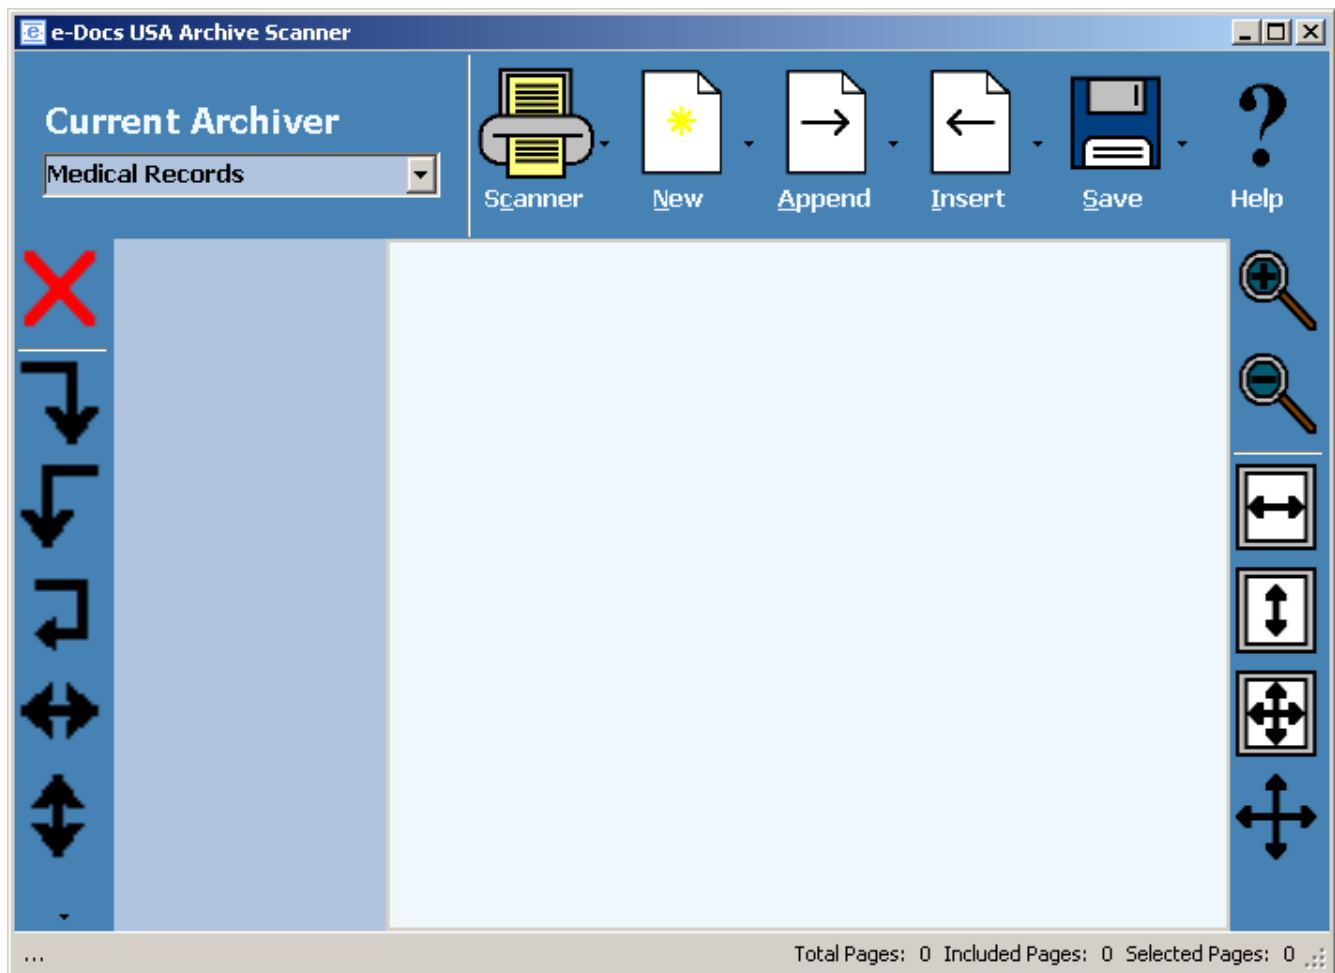 e-Docs USA Archive Scanner
Current Archiver
Medical Records
Scanner
New
Append
Insert
Save
Help
... Total Pages: 0 Included Pages: 0 Selected Pages: 0